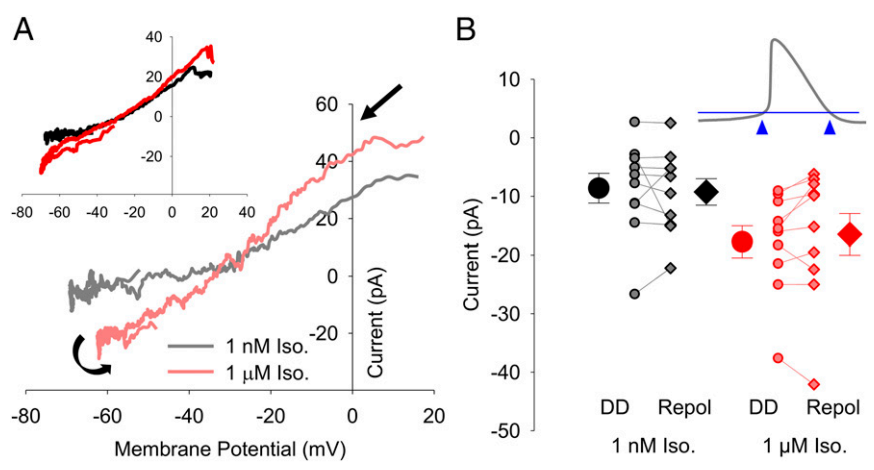 A
40
20
0
-20
-80 -60 -40 -20 0 20 40
60
40
20
0
-20
Current (pA)
1 nM Iso.
1 μM Iso.
-80 -60 -40 -20 0 20
Membrane Potential (mV)
B
10
0
-10
-20
-30
-40
-50
Current (pA)
DD Repol DD Repol
1 nM Iso. 1 μM Iso.